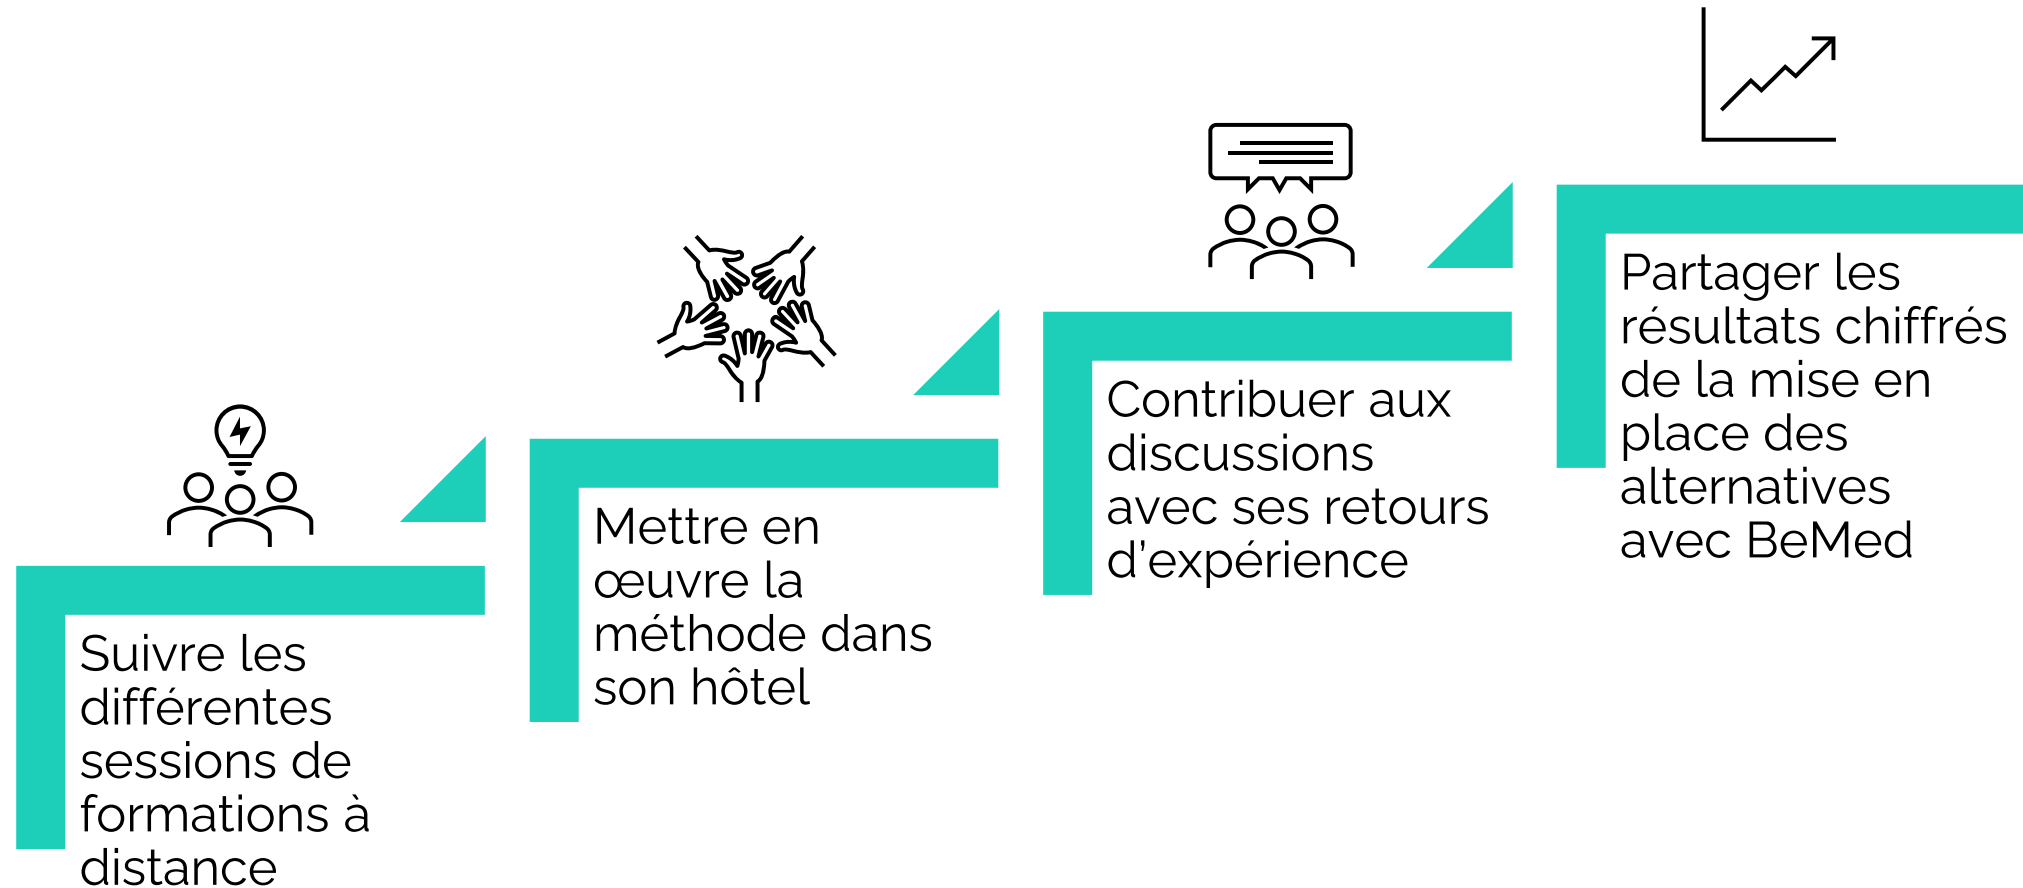 Suivre les
différentes
sessions de
formations à
distance
Mettre en
œuvre la
méthode dans
son hôtel
Contribuer aux
discussions
avec ses retours
d’expérience
Partager les
résultats chiffrés
de la mise en
place des
alternatives
avec BeMed